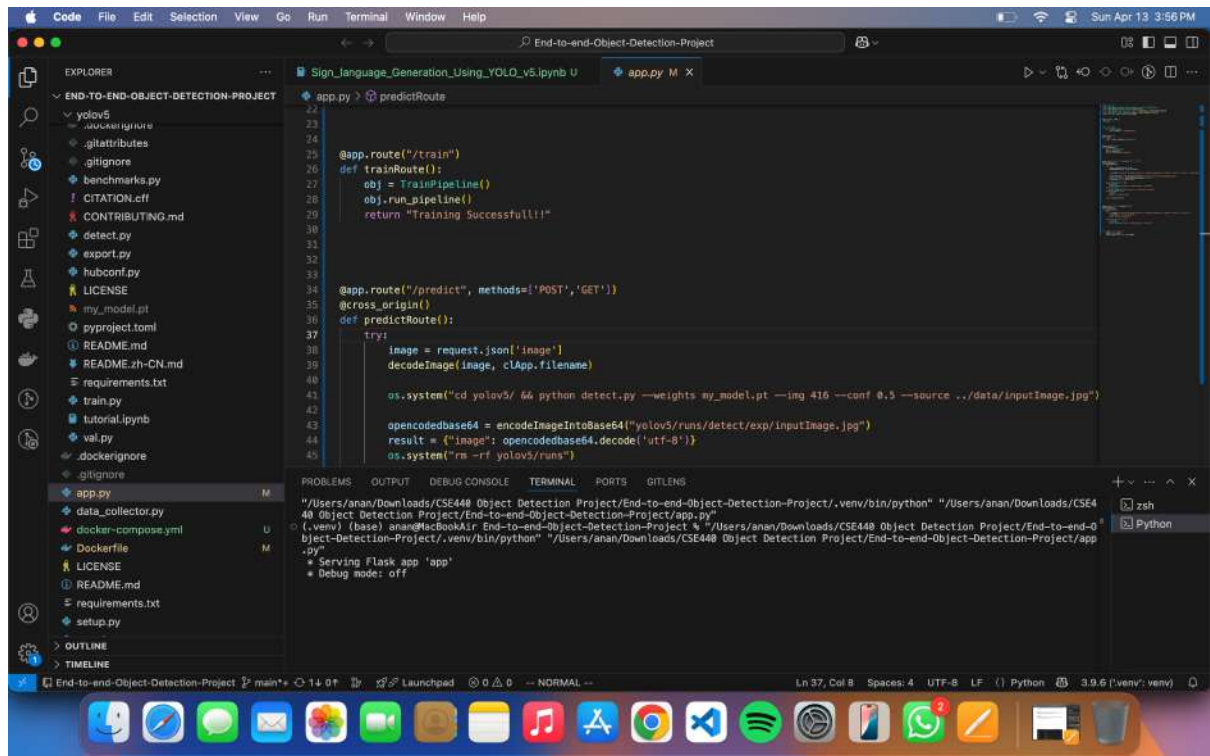 Code File Edit Selection View Go Run Terminal Window Help
Sun Apr 13 3:56 PM
End-to-end-Object-Detection-Project
EXPLORER
END-TO-END-OBJECT-DETECTION-PROJECT
yolov5
.dockerignore
.gitattributes
.gitignore
benchmarks.py
CITATION.cff
CONTRIBUTING.md
detect.py
export.py
hubconf.py
LICENSE
my_model.pt
pyproject.toml
README.md
README.zh-CN.md
requirements.txt
train.py
tutorial.ipynb
val.py
.dockerignore
.gitignore
app.py M
data_collector.py
docker-compose.yml U
Dockerfile M
LICENSE
README.md
requirements.txt
setup.py
OUTLINE
TIMELINE
Sign_language_Generation_Using_YOLO_v5.ipynb U app.py M
app.py > predictRoute
22
23
24
25 @app.route("/train")
26 def trainRoute():
27 obj = TrainPipeline()
28 obj.run_pipeline()
29 return "Training Successfull!!"
30
31
32
33
34 @app.route("/predict", methods=['POST','GET'])
35 @cross_origin()
36 def predictRoute():
37 try:
38 image = request.json['image']
39 decodeImage(image, clApp.filename)
40
41 os.system("cd yolov5/ && python detect.py --weights my_model.pt --img 416 --conf 0.5 --source ../data/inputImage.jpg")
42
43 opencodedbase64 = encodeImageIntoBase64("yolov5/runs/detect/exp/inputImage.jpg")
44 result = {"image": opencodedbase64.decode('utf-8')}
45 os.system("rm -rf yolov5/runs")
PROBLEMS OUTPUT DEBUG CONSOLE TERMINAL PORTS GITLENS
"/Users/anan/Downloads/CSE440 Object Detection Project/End-to-end-Object-Detection-Project/.venv/bin/python" "/Users/anan/Downloads/CSE4
40 Object Detection Project/End-to-end-Object-Detection-Project/app.py"
(.venv) (base) anan@MacBookAir End-to-end-Object-Detection-Project % "/Users/anan/Downloads/CSE440 Object Detection Project/End-to-end-O
bject-Detection-Project/.venv/bin/python" "/Users/anan/Downloads/CSE440 Object Detection Project/End-to-end-Object-Detection-Project/app
.py"
* Serving Flask app 'app'
* Debug mode: off
zsh
Python
End-to-end-Object-Detection-Project main*+ 1↓ 0↑ Launchpad 0 0 -- NORMAL -- Ln 37, Col 8 Spaces: 4 UTF-8 LF Python 3.9.6 ('.venv': venv)
1
2